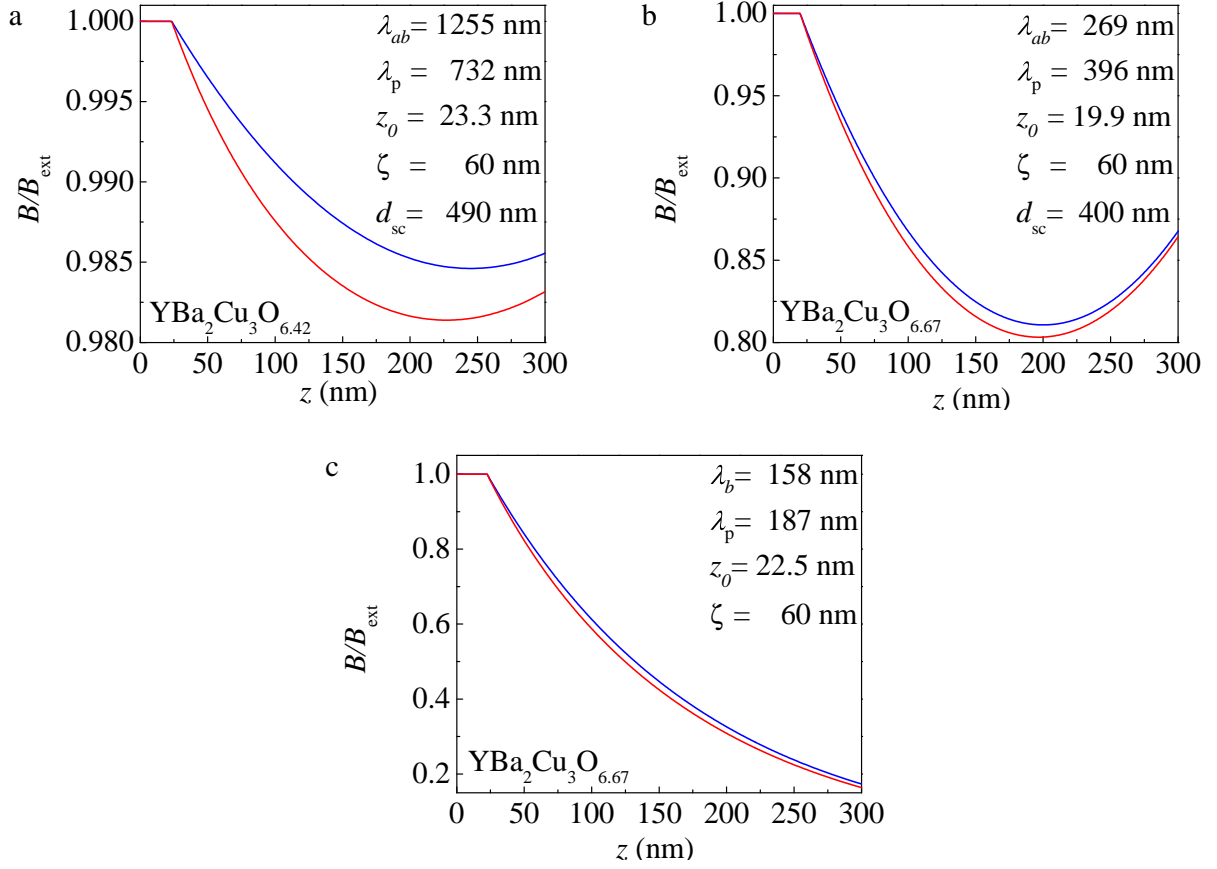 a
λab= 1255 nm
λp = 732 nm
z0 = 23.3 nm
ζ = 60 nm
dsc= 490 nm
1.000
0.995
0.990
0.985
0.980
B/Bext
YBa2Cu3O6.42
0 50 100 150 200 250 300
z (nm)
b
λab= 269 nm
λp = 396 nm
z0 = 19.9 nm
ζ = 60 nm
dsc= 400 nm
1.00
0.95
0.90
0.85
0.80
B/Bext
YBa2Cu3O6.67
0 50 100 150 200 250 300
z (nm)
c
λb= 158 nm
λp= 187 nm
z0= 22.5 nm
ζ = 60 nm
1.0
0.8
0.6
0.4
0.2
B/Bext
YBa2Cu3O6.67
0 50 100 150 200 250 300
z (nm)